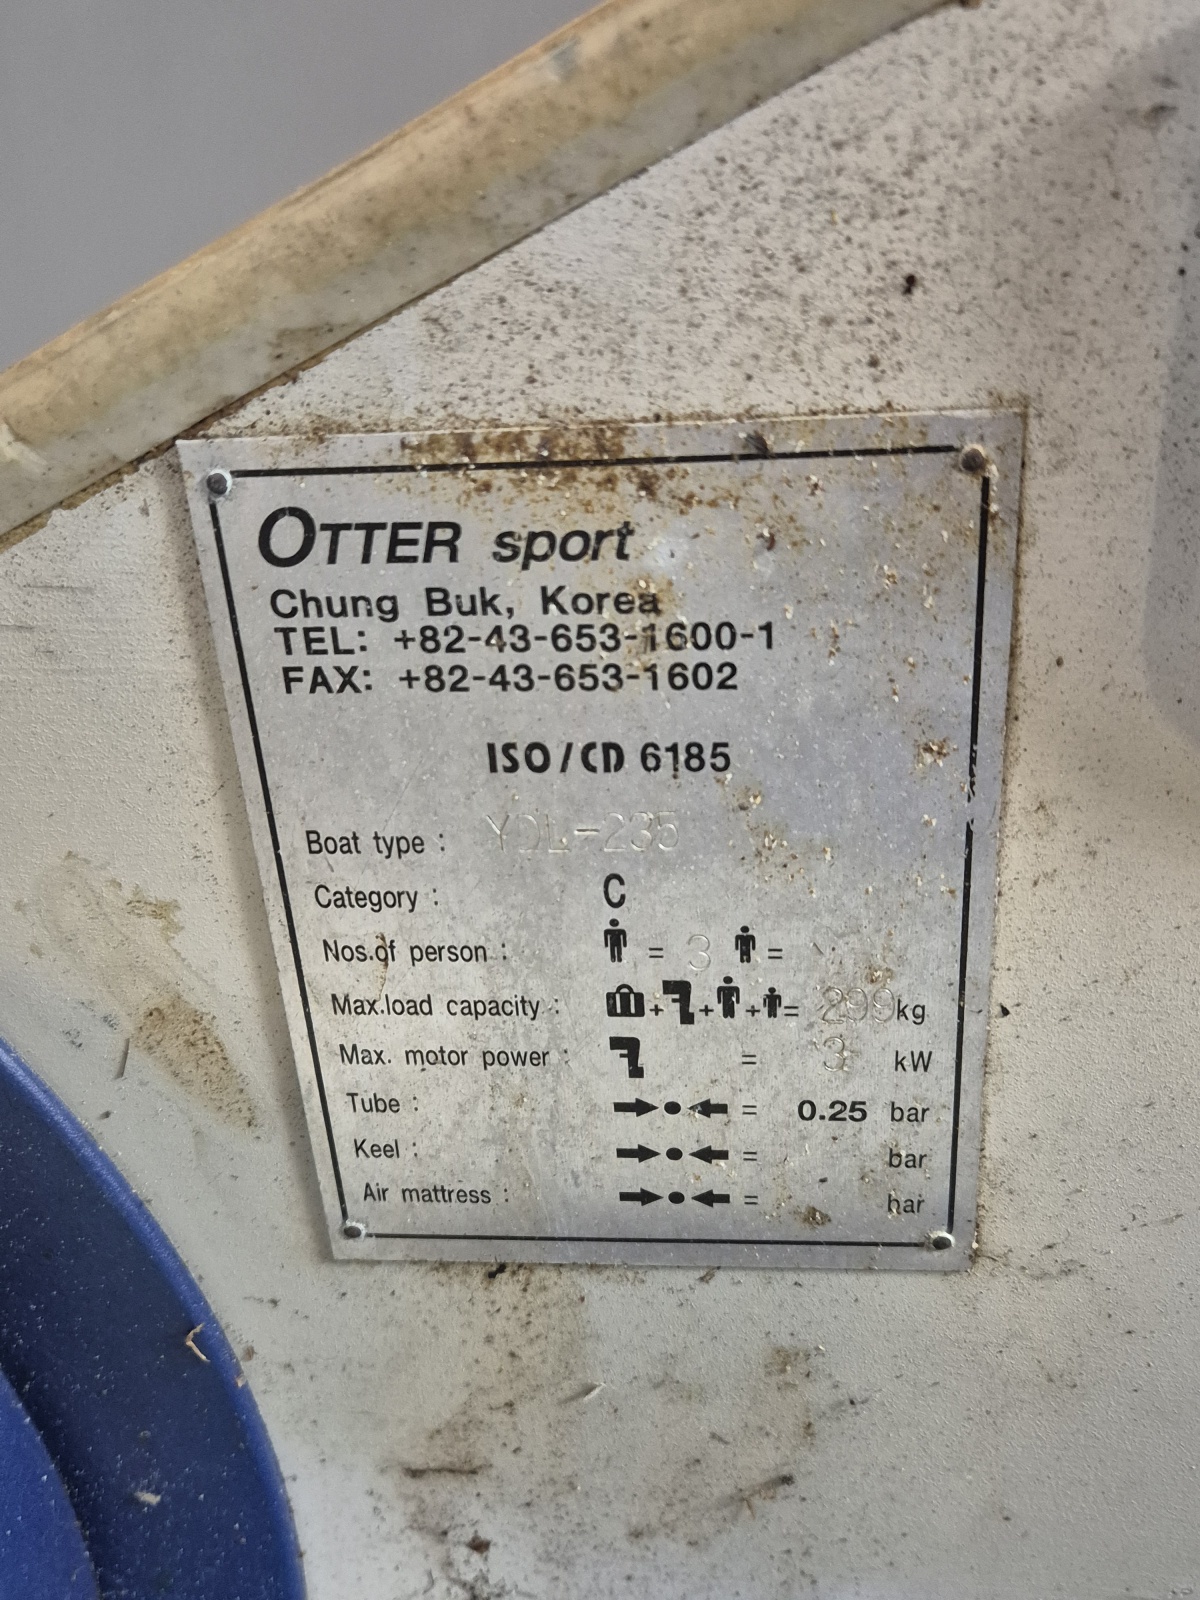 OTTER sport
Chung Buk, Korea
TEL: +82-43-653-1600-1
FAX: +82-43-653-1602
ISO/CD 6185
Boat type : YDL-235
Category : C
Nos.of person : = 3 =
Max.load capacity : + + + = 299 kg
Max. motor power : = 3 kW
Tube : = 0.25 bar
Keel : = bar
Air mattress : = bar